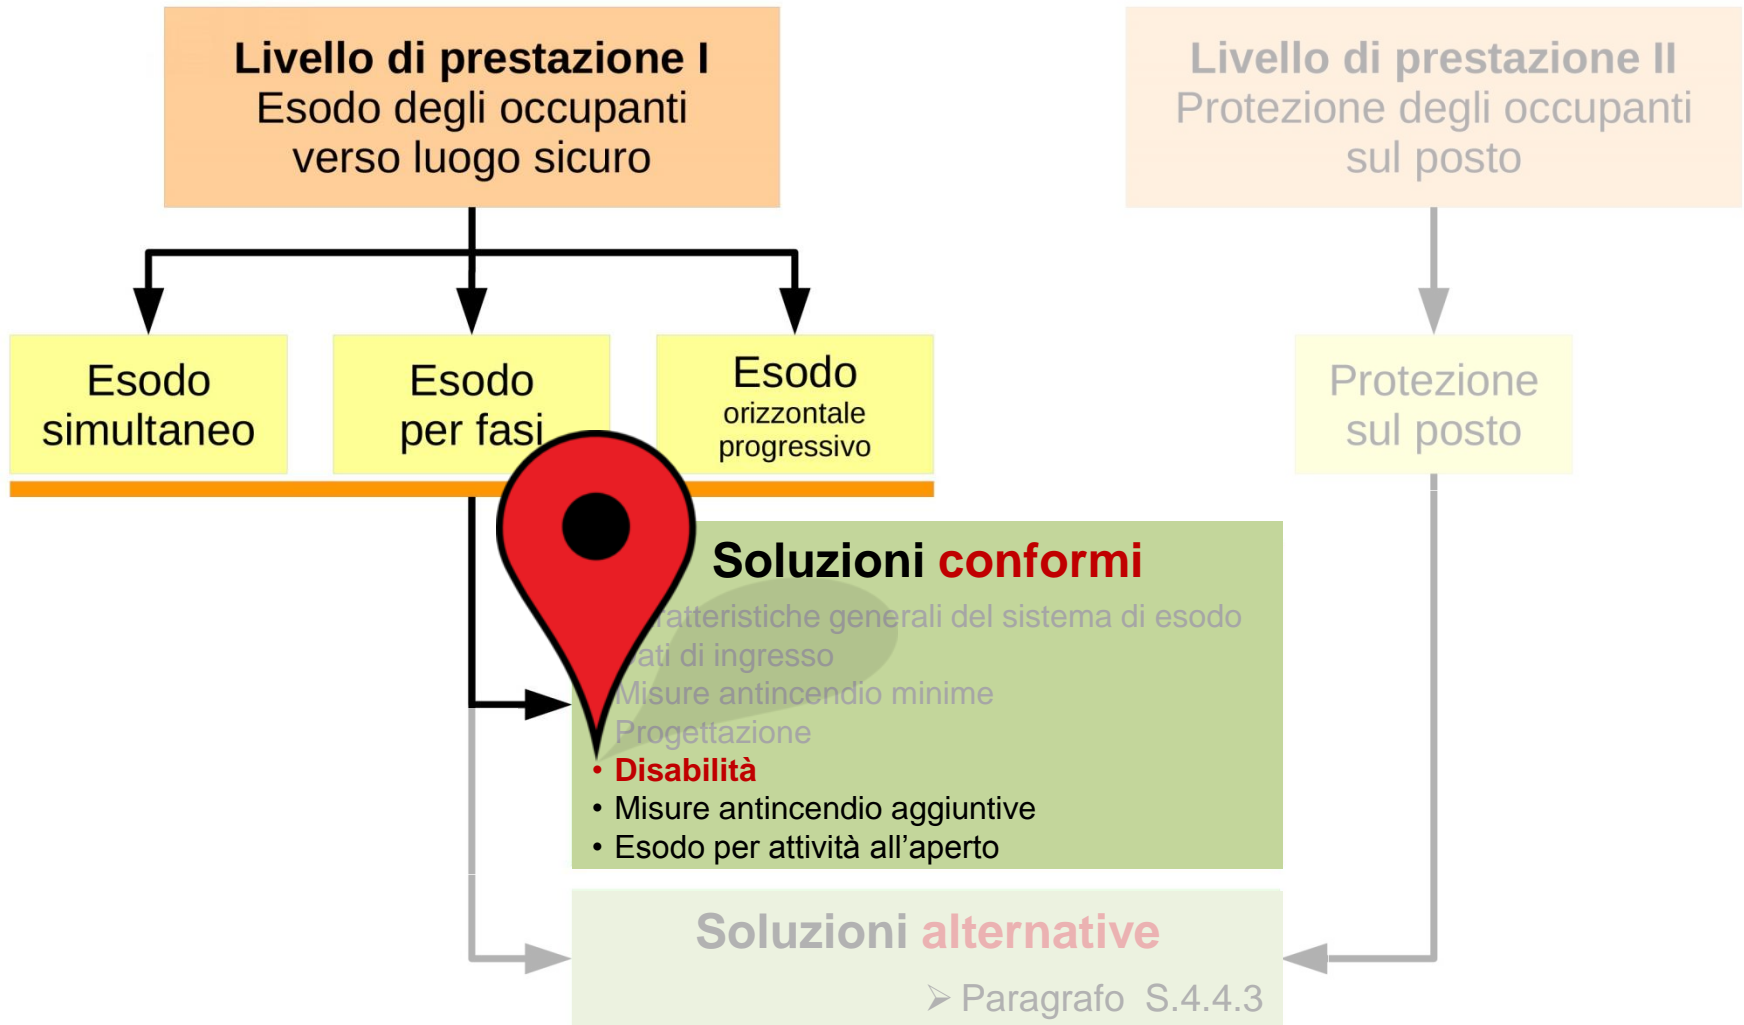 Livello di prestazione I
Esodo degli occupanti
verso luogo sicuro
Livello di prestazione II
Protezione degli occupanti
sul posto
Esodo
simultaneo
Esodo
per fasi
Esodo
orizzontale
progressivo
Protezione
sul posto
Soluzioni conformi
ratteristiche generali del sistema di esodo
ati di ingresso
Misure antincendio minime
Progettazione
• Disabilità
• Misure antincendio aggiuntive
• Esodo per attività all’aperto
Soluzioni alternative
➢ Paragrafo S.4.4.3